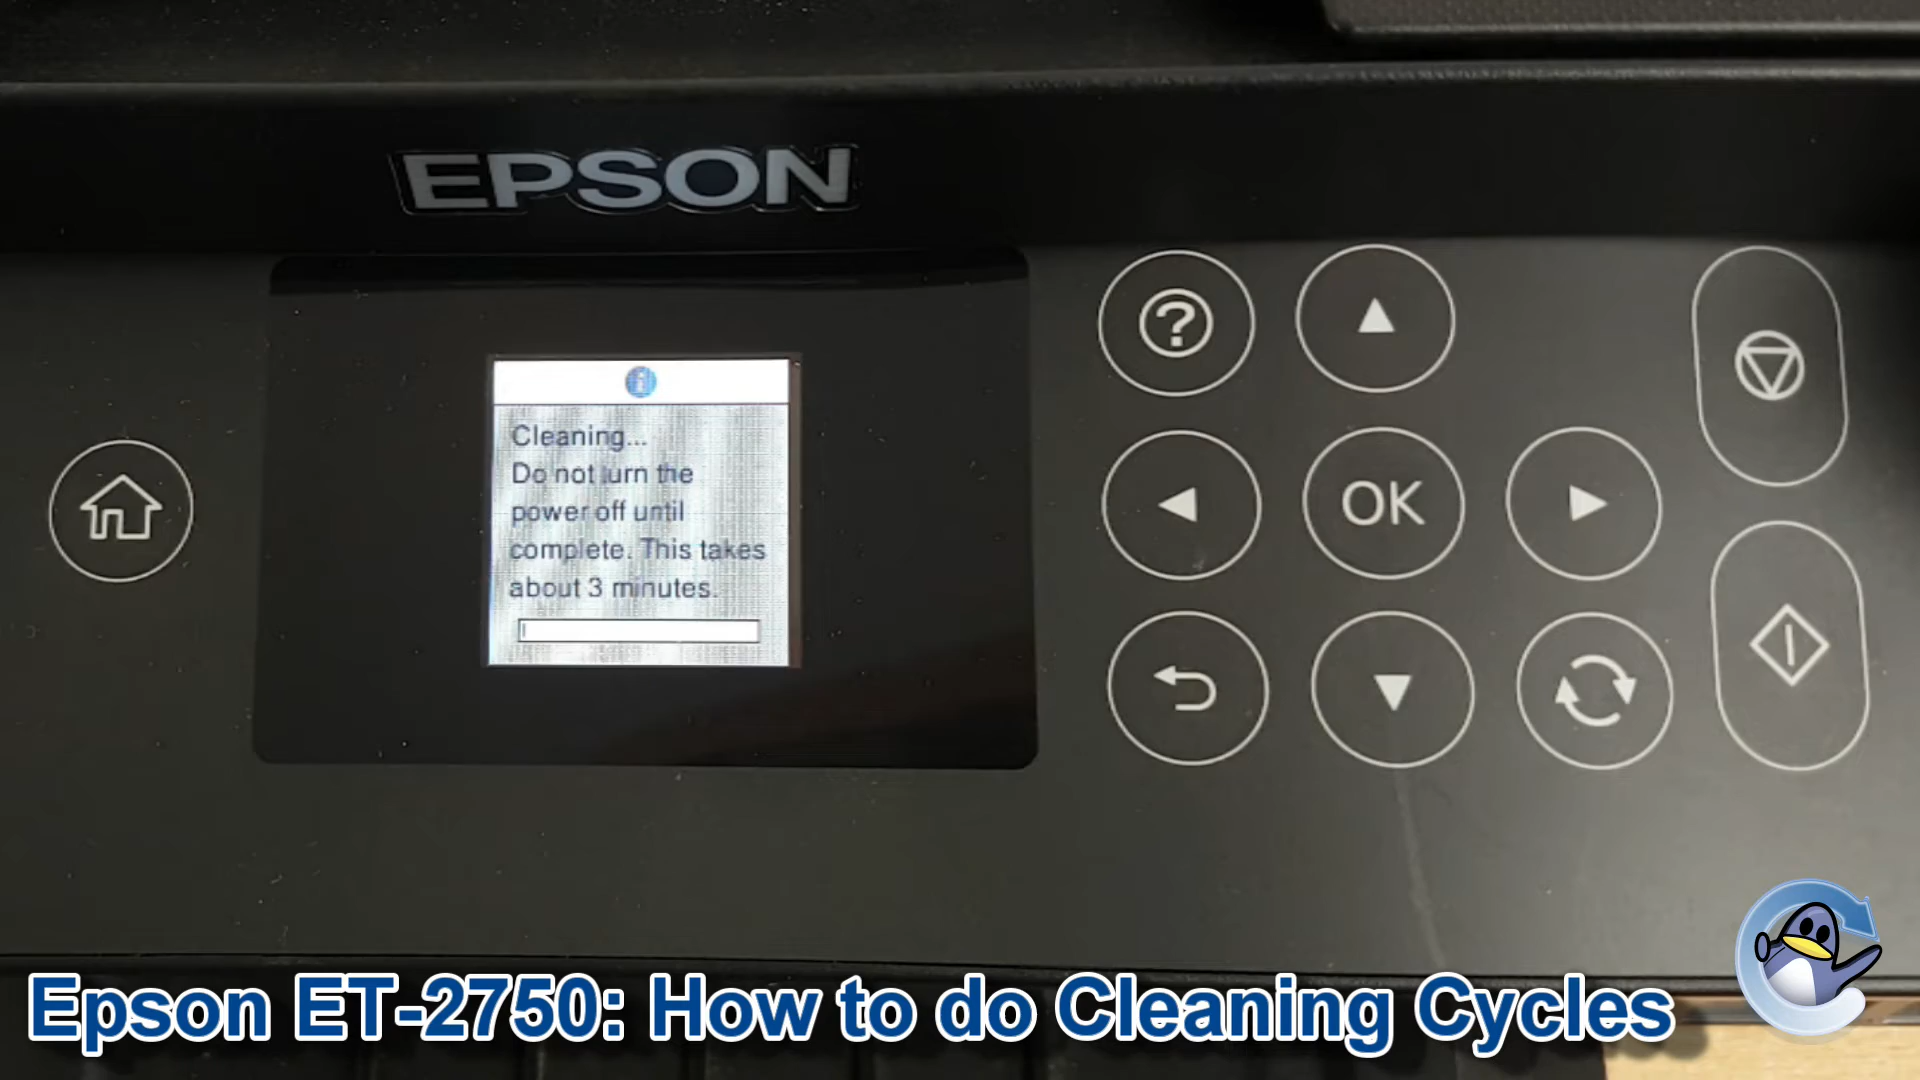 EPSON
Cleaning...
Do not turn the
power off until
complete. This takes
about 3 minutes.
?
OK
Epson ET-2750: How to do Cleaning Cycles